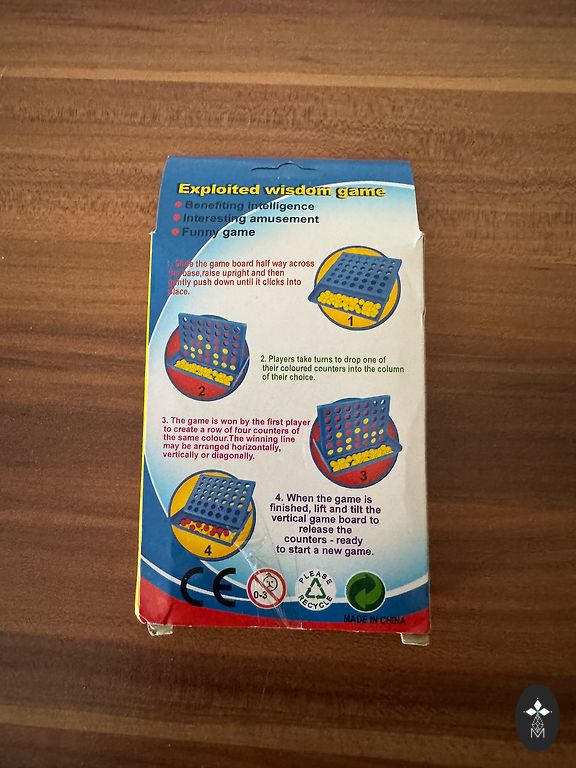 Exploited wisdom game
Benefiting intelligence
Interesting amusement
Funny game
1. Slide the game board half way across
the base,raise upright and then
gently push down until it clicks into
place.
1
2
2. Players take turns to drop one of
their coloured counters into the column
of their choice.
3. The game is won by the first player
to create a row of four counters of
the same colour.The winning line
may be arranged horizontally,
vertically or diagonally.
3
4
4. When the game is
finished, lift and tilt the
vertical game board to
release the
counters - ready
to start a new game.
CE
0-3
PLEASE
RECYCLE
MADE IN CHINA
M